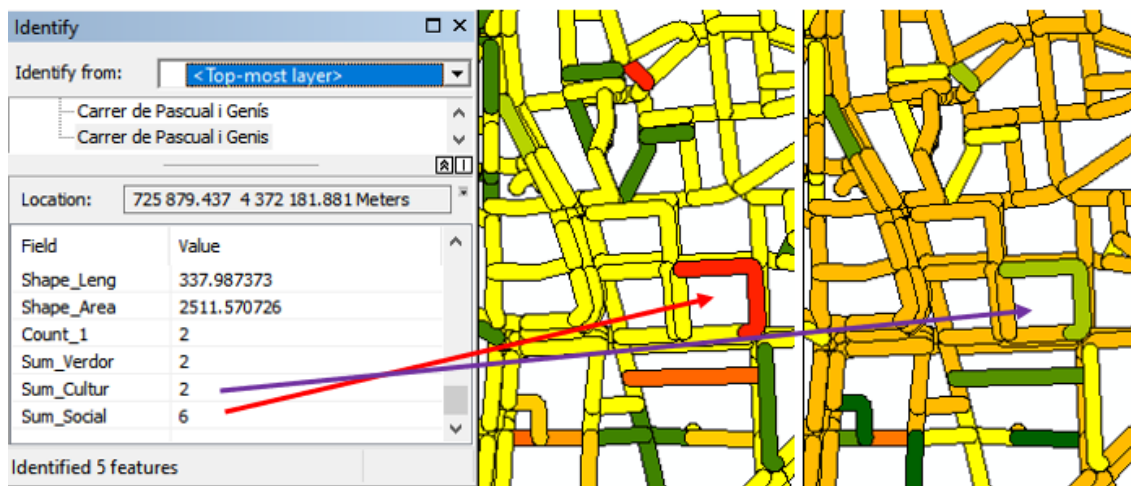 Identify
Identify from: <Top-most layer>
Carrer de Pascual i Genís
Carrer de Pascual i Genis
Location: 725 879.437 4 372 181.881 Meters
Field Value
Shape_Leng 337.987373
Shape_Area 2511.570726
Count_1 2
Sum_Verdor 2
Sum_Cultur 2
Sum_Social 6
Identified 5 features